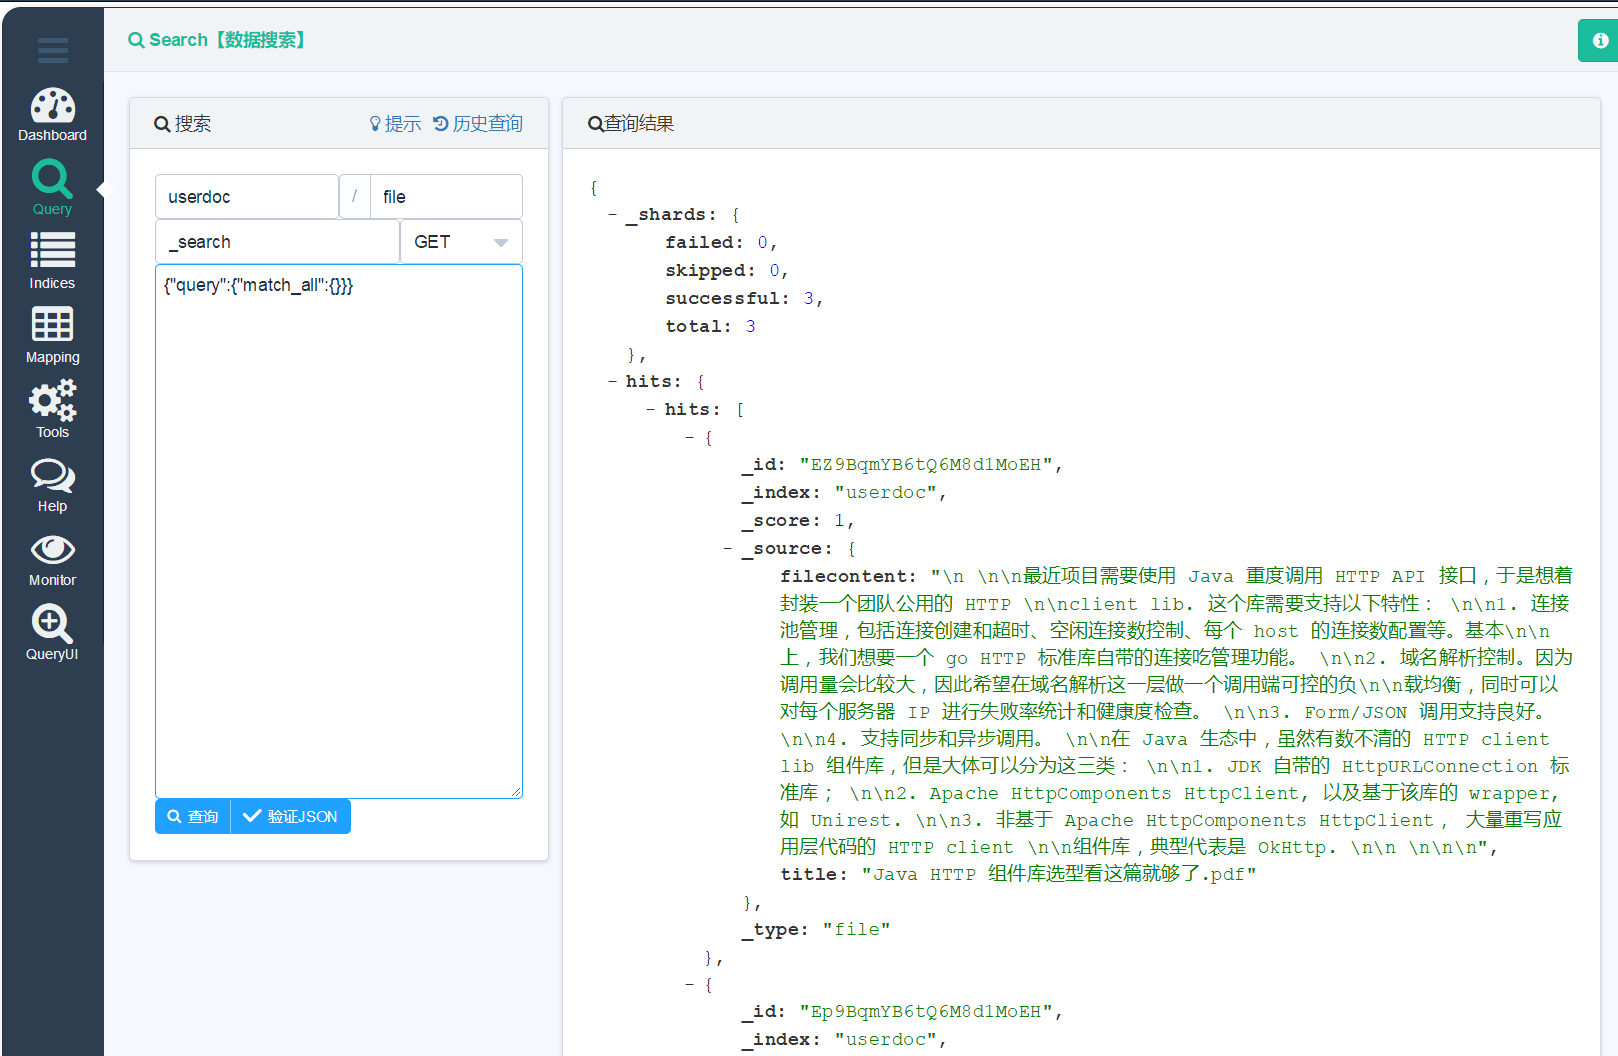 Search【数据搜索】
Dashboard
Query
Indices
Mapping
Tools
Help
Monitor
QueryUI
搜索 提示 历史查询
userdoc / file
_search GET
{"query":{"match_all":{}}}
查询 验证JSON
查询结果
{
- _shards: {
failed: 0,
skipped: 0,
successful: 3,
total: 3
},
- hits: {
- hits: [
- {
_id: "EZ9BqmYB6tQ6M8d1MoEH",
_index: "userdoc",
_score: 1,
- _source: {
filecontent: "\n \n\n最近项目需要使用 Java 重度调用 HTTP API 接口，于是想着
封装一个团队公用的 HTTP \n\nclient lib. 这个库需要支持以下特性： \n\n1. 连接
池管理，包括连接创建和超时、空闲连接数控制、每个 host 的连接数配置等。基本\n\n
上，我们想要一个 go HTTP 标准库自带的连接吃管理功能。 \n\n2. 域名解析控制。因为
调用量会比较大，因此希望在域名解析这一层做一个调用端可控的负\n\n载均衡，同时可以
对每个服务器 IP 进行失败率统计和健康度检查。 \n\n3. Form/JSON 调用支持良好。
\n\n4. 支持同步和异步调用。 \n\n在 Java 生态中，虽然有数不清的 HTTP client
lib 组件库，但是大体可以分为这三类： \n\n1. JDK 自带的 HttpURLConnection 标
准库； \n\n2. Apache HttpComponents HttpClient, 以及基于该库的 wrapper,
如 Unirest. \n\n3. 非基于 Apache HttpComponents HttpClient, 大量重写应
用层代码的 HTTP client \n\n组件库，典型代表是 OkHttp. \n\n \n\n\n",
title: "Java HTTP 组件库选型看这篇就够了.pdf"
},
_type: "file"
},
- {
_id: "Ep9BqmYB6tQ6M8d1MoEH",
_index: "userdoc",